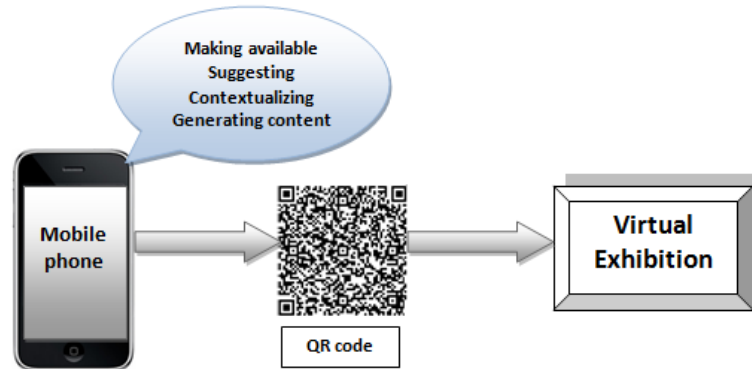 Making available
Suggesting
Contextualizing
Generating content
Mobile
phone
Virtual
Exhibition
QR code